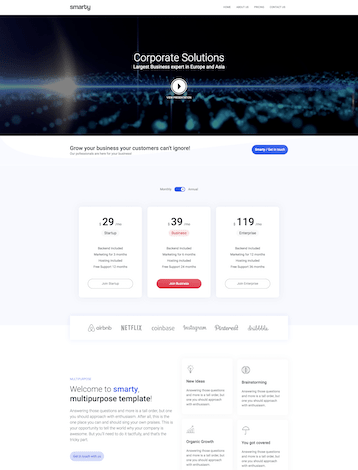 smarty
HOME ABOUT US PRICING CONTACT US
Corporate Solutions
Largest Business expert in Europe and Asia
Grow your business your customers can't ignore!
Our professionals are here for your business!
Smarty / Get in touch
Monthly Annual
$ 29 /mo
Startup
Backend Included
Marketing for 6 months
Hosting Included
Free Support 12 months
Join Startup
$ 39 /mo
Business
Backend Included
Marketing for 6 months
Hosting Included
Free Support 24 months
Join Business
$ 119 /mo
Enterprise
Backend Included
Marketing for 12 months
Hosting Included
Free Support 36 months
Join Enterprise
airbnb NETFLIX coinbase Instagram Pinterest dribbble
MULTIPURPOSE
Welcome to smarty,
multipurpose template!
Answering those questions and more is a tall order, but one
you should approach with enthusiasm. After all, this is the
one place you can and should sing your own praises. This is
your opportunity to tell the world why your company is
awesome. But you'll need to do it tactfully, and that's the
tricky part.
Get in touch with us
New Ideas
Answering those questions
and more is a tall order, but
one you should approach
with enthusiasm.
Brainstorming
Answering those questions
and more is a tall order, but
one you should approach
with enthusiasm.
Organic Growth
Answering those questions
and more is a tall order, but
one you should approach
with enthusiasm.
You got covered
Answering those questions
and more is a tall order, but
one you should approach
with enthusiasm.